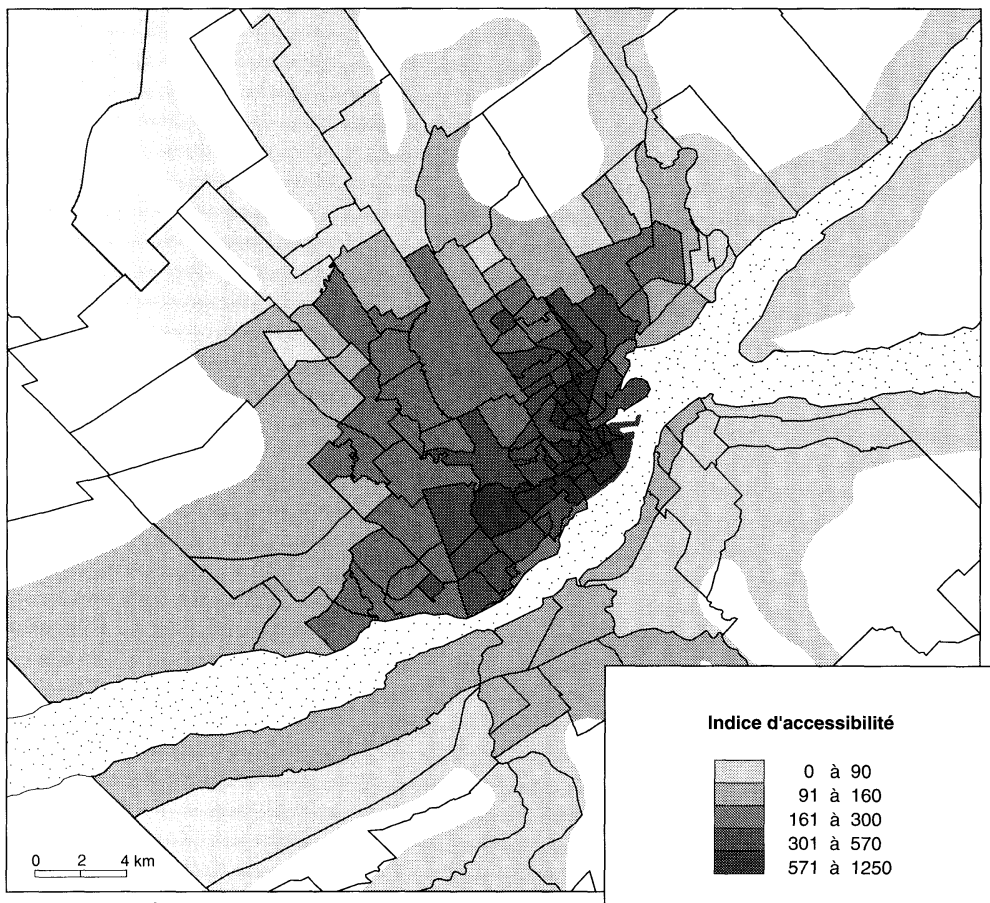 Indice d'accessibilité
0 à 90
91 à 160
161 à 300
301 à 570
571 à 1250
0 2 4 km